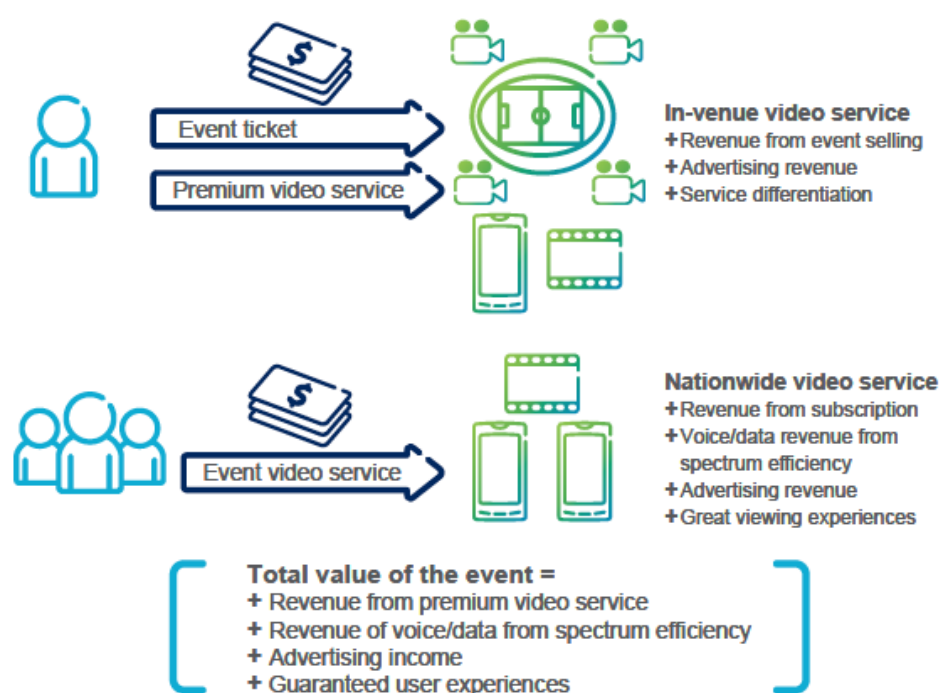 $
Event ticket
Premium video service
In-venue video service
+Revenue from event selling
+Advertising revenue
+Service differentiation
$
Event video service
Nationwide video service
+Revenue from subscription
+Voice/data revenue from
spectrum efficiency
+Advertising revenue
+Great viewing experiences
Total value of the event =
+ Revenue from premium video service
+ Revenue of voice/data from spectrum efficiency
+ Advertising income
+ Guaranteed user experiences